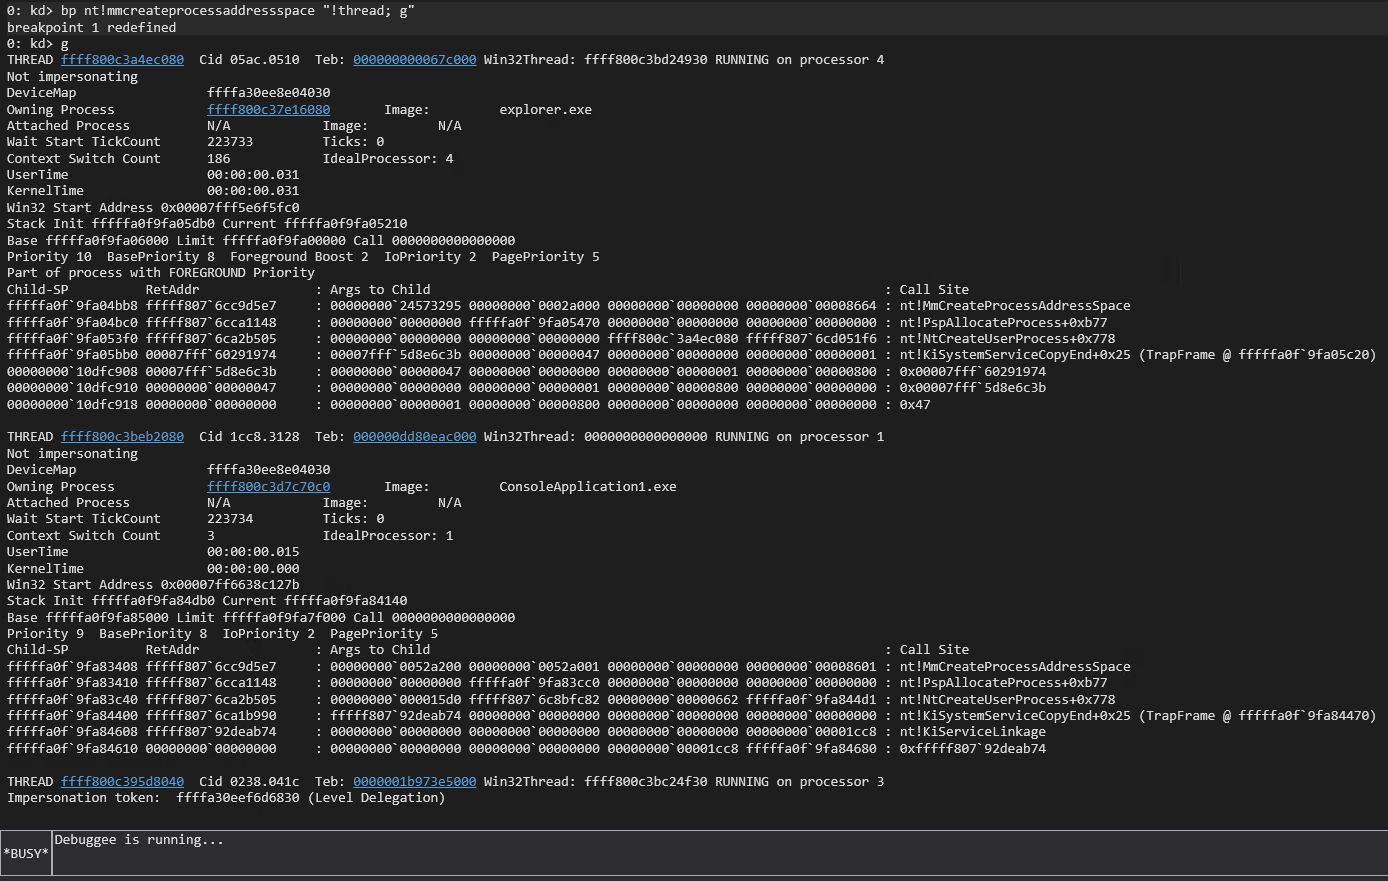 0: kd> bp nt!mmcreateprocessaddressspace "!thread; g"
breakpoint 1 redefined
0: kd> g
THREAD ffff800c3a4ec080  Cid 05ac.0510  Teb: 000000000067c000 Win32Thread: ffff800c3bd24930 RUNNING on processor 4
Not impersonating
DeviceMap                 ffffa30ee8e04030
Owning Process            ffff800c37e16080       Image:         explorer.exe
Attached Process          N/A            Image:         N/A
Wait Start TickCount      223733         Ticks: 0
Context Switch Count      186            IdealProcessor: 4
UserTime                  00:00:00.031
KernelTime                00:00:00.031
Win32 Start Address 0x00007fff5e6f5fc0
Stack Init fffffa0f9fa05db0 Current fffffa0f9fa05210
Base fffffa0f9fa06000 Limit fffffa0f9fa00000 Call 0000000000000000
Priority 10  BasePriority 8  Foreground Boost 2  IoPriority 2  PagePriority 5
Part of process with FOREGROUND Priority
Child-SP          RetAddr               : Args to Child                                                           : Call Site
fffffa0f`9fa04bb8 fffff807`6cc9d5e7     : 00000000`24573295 00000000`0002a000 00000000`00000000 00000000`00008664 : nt!MmCreateProcessAddressSpace
fffffa0f`9fa04bc0 fffff807`6cca1148     : 00000000`00000000 fffffa0f`9fa05470 00000000`00000000 00000000`00000000 : nt!PspAllocateProcess+0xb77
fffffa0f`9fa053f0 fffff807`6ca2b505     : 00000000`00000000 00000000`00000000 ffff800c`3a4ec080 fffff807`6cd051f6 : nt!NtCreateUserProcess+0x778
fffffa0f`9fa05bb0 00007fff`60291974     : 00007fff`5d8e6c3b 00000000`00000047 00000000`00000000 00000000`00000001 : nt!KiSystemServiceCopyEnd+0x25 (TrapFrame @ fffffa0f`9fa05c20)
00000000`10dfc908 00007fff`5d8e6c3b     : 00000000`00000047 00000000`00000000 00000000`00000001 00000000`00000800 : 0x00007fff`60291974
00000000`10dfc910 00000000`00000047     : 00000000`00000000 00000000`00000001 00000000`00000800 00000000`00000000 : 0x00007fff`5d8e6c3b
00000000`10dfc918 00000000`00000000     : 00000000`00000001 00000000`00000800 00000000`00000000 00000000`00000000 : 0x47
THREAD ffff800c3beb2080  Cid 1cc8.3128  Teb: 000000dd80eac000 Win32Thread: 0000000000000000 RUNNING on processor 1
Not impersonating
DeviceMap                 ffffa30ee8e04030
Owning Process            ffff800c3d7c70c0       Image:         ConsoleApplication1.exe
Attached Process          N/A            Image:         N/A
Wait Start TickCount      223734         Ticks: 0
Context Switch Count      3              IdealProcessor: 1
UserTime                  00:00:00.015
KernelTime                00:00:00.000
Win32 Start Address 0x00007ff6638c127b
Stack Init fffffa0f9fa84db0 Current fffffa0f9fa84140
Base fffffa0f9fa85000 Limit fffffa0f9fa7f000 Call 0000000000000000
Priority 9  BasePriority 8  IoPriority 2  PagePriority 5
Child-SP          RetAddr               : Args to Child                                                           : Call Site
fffffa0f`9fa83408 fffff807`6cc9d5e7     : 00000000`0052a200 00000000`0052a001 00000000`00000000 00000000`00008601 : nt!MmCreateProcessAddressSpace
fffffa0f`9fa83410 fffff807`6cca1148     : 00000000`00000000 fffffa0f`9fa83cc0 00000000`00000000 00000000`00000000 : nt!PspAllocateProcess+0xb77
fffffa0f`9fa83c40 fffff807`6ca2b505     : 00000000`000015d0 fffff807`6c8bfc82 00000000`00000662 fffffa0f`9fa844d1 : nt!NtCreateUserProcess+0x778
fffffa0f`9fa84400 fffff807`6ca1b990     : fffff807`92deab74 00000000`00000000 00000000`00000000 00000000`00000000 : nt!KiSystemServiceCopyEnd+0x25 (TrapFrame @ fffffa0f`9fa84470)
fffffa0f`9fa84608 fffff807`92deab74     : 00000000`00000000 00000000`00000000 00000000`00000000 00000000`00001cc8 : nt!KiServiceLinkage
fffffa0f`9fa84610 00000000`00000000     : 00000000`00000000 00000000`00000000 00000000`00001cc8 fffffa0f`9fa84680 : 0xfffff807`92deab74
THREAD ffff800c395d8040  Cid 0238.041c  Teb: 0000001b973e5000 Win32Thread: ffff800c3bc24f30 RUNNING on processor 3
Impersonation token:  ffffa30eef6d6830 (Level Delegation)
Debuggee is running...
*BUSY*